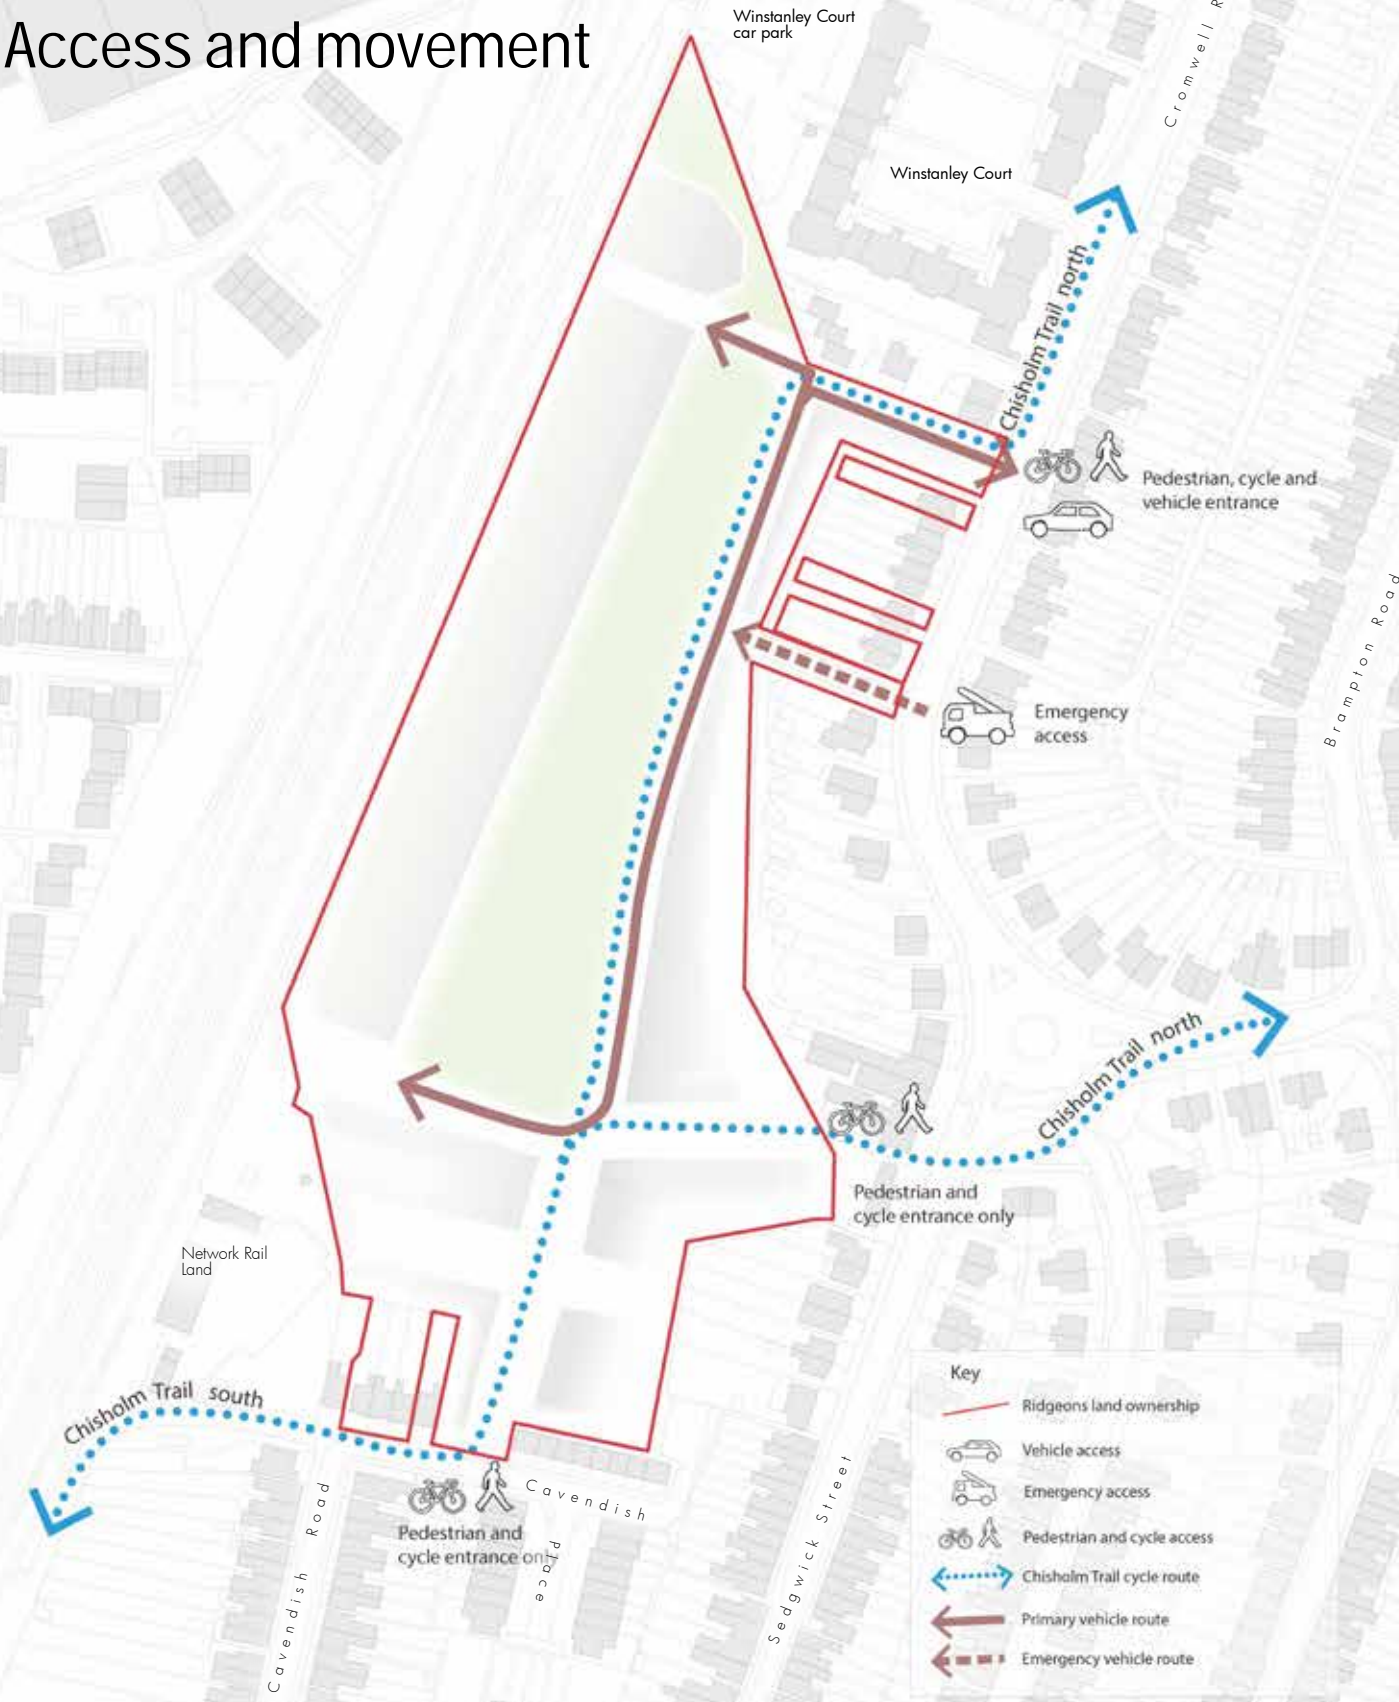 Access and movement
Winstanley Court
car park
Cromwell R
Winstanley Court
Chisholm Trail north
Pedestrian, cycle and
vehicle entrance
Brampton Road
Emergency
access
Chisholm Trail north
Pedestrian and
cycle entrance only
Network Rail
Land
Chisholm Trail south
Cavendish Road
Pedestrian and
cycle entrance only
Cavendish
Place
Sedgwick Street
Key
Ridgeons land ownership
Vehicle access
Emergency access
Pedestrian and cycle access
Chisholm Trail cycle route
Primary vehicle route
Emergency vehicle route